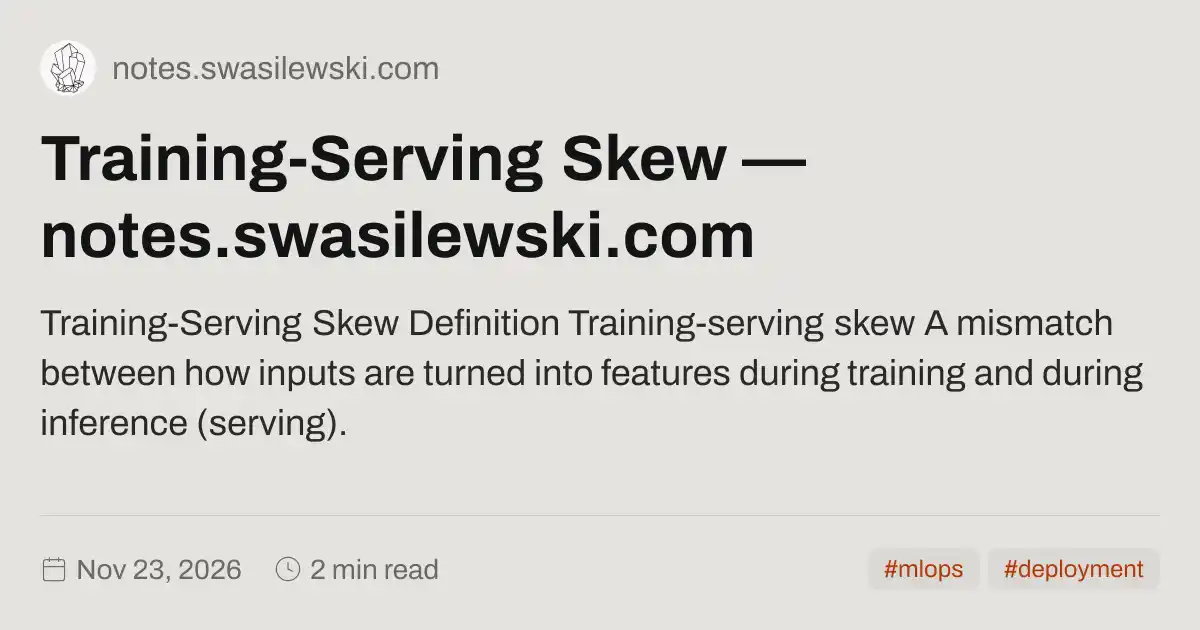 notes.swasilewski.com
Training-Serving Skew —
notes.swasilewski.com
Training-Serving Skew Definition Training-serving skew A mismatch
between how inputs are turned into features during training and during
inference (serving).
Nov 23, 2026
2 min read
#mlops
#deployment